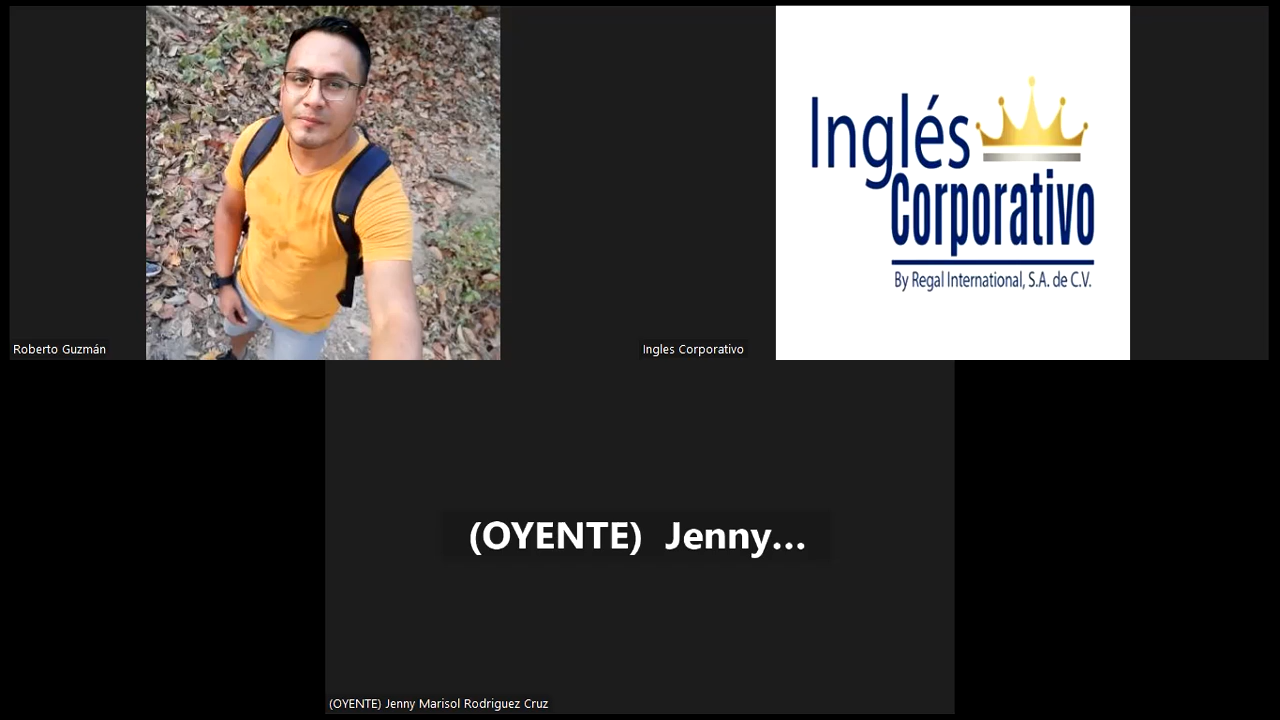 Inglés
Corporativo
By Regal International, S.A. de C.V.
Roberto Guzmán
Ingles Corporativo
(OYENTE) Jenny...
(OYENTE) Jenny Marisol Rodriguez Cruz